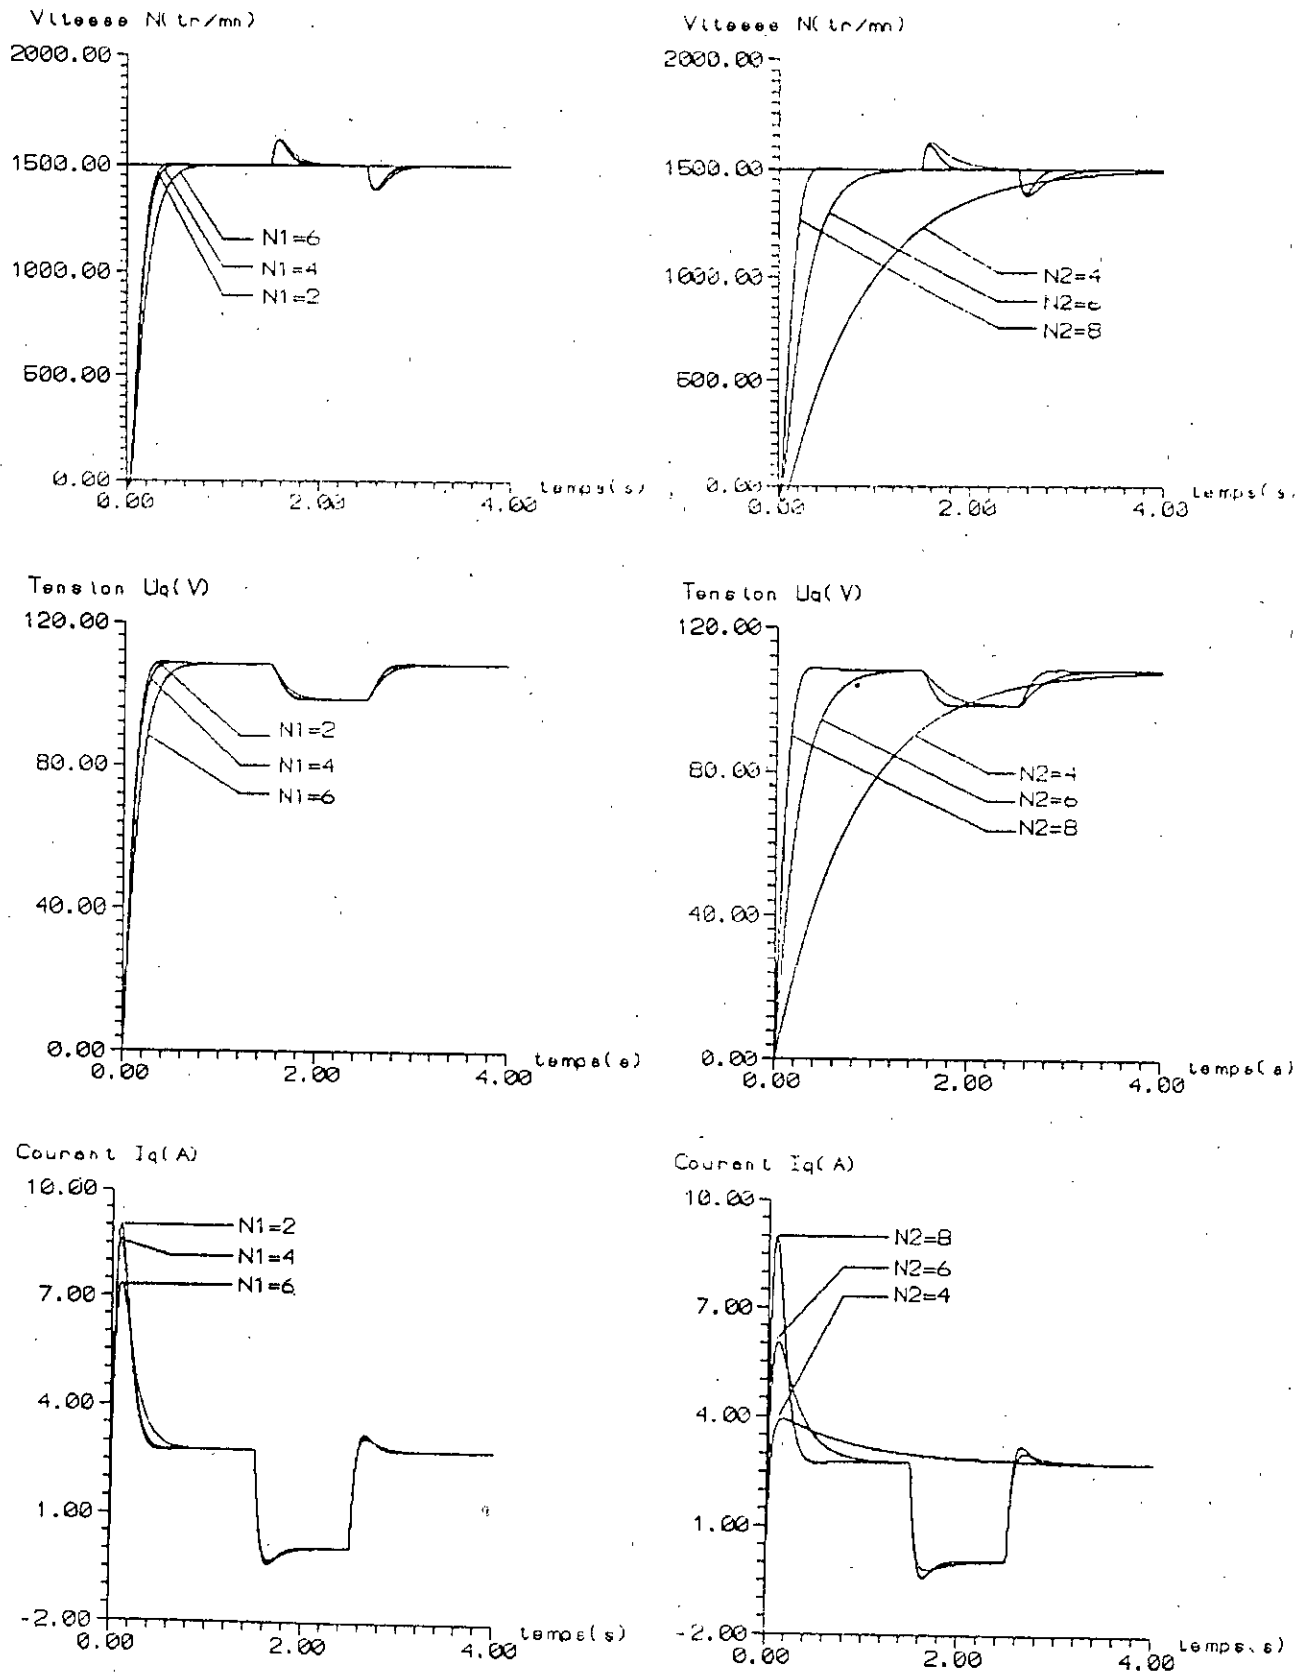 Vitesse N(tr/mn)
2000.00
1500.00
N1=6
N1=4
1000.00
N1=2
500.00
0.00
0.00
2.00
4.00
temps(s)
Vitesse N(tr/mn)
2000.00
1500.00
1000.00
N2=4
N2=6
N2=8
500.00
0.00
0.00
2.00
4.00
temps(s
Tension Uq(V)
120.00
N1=2
80.00
N1=4
N1=6
40.00
0.00
0.00
2.00
4.00
temps(s)
Tension Uq(V)
120.00
80.00
N2=4
N2=6
N2=8
40.00
0.00
0.00
2.00
4.00
temps(s)
Courant Iq(A)
10.00
N1=2
N1=4
7.00
N1=6
4.00
1.00
-2.00
0.00
2.00
4.00
temps(s)
Courant Iq(A)
10.00
N2=8
N2=6
7.00
N2=4
4.00
1.00
-2.00
0.00
2.00
4.00
temps(s)